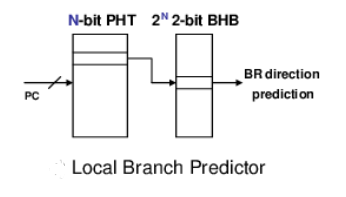 N-bit PHT 2^N 2-bit BHB
PC
BR direction
prediction
Local Branch Predictor